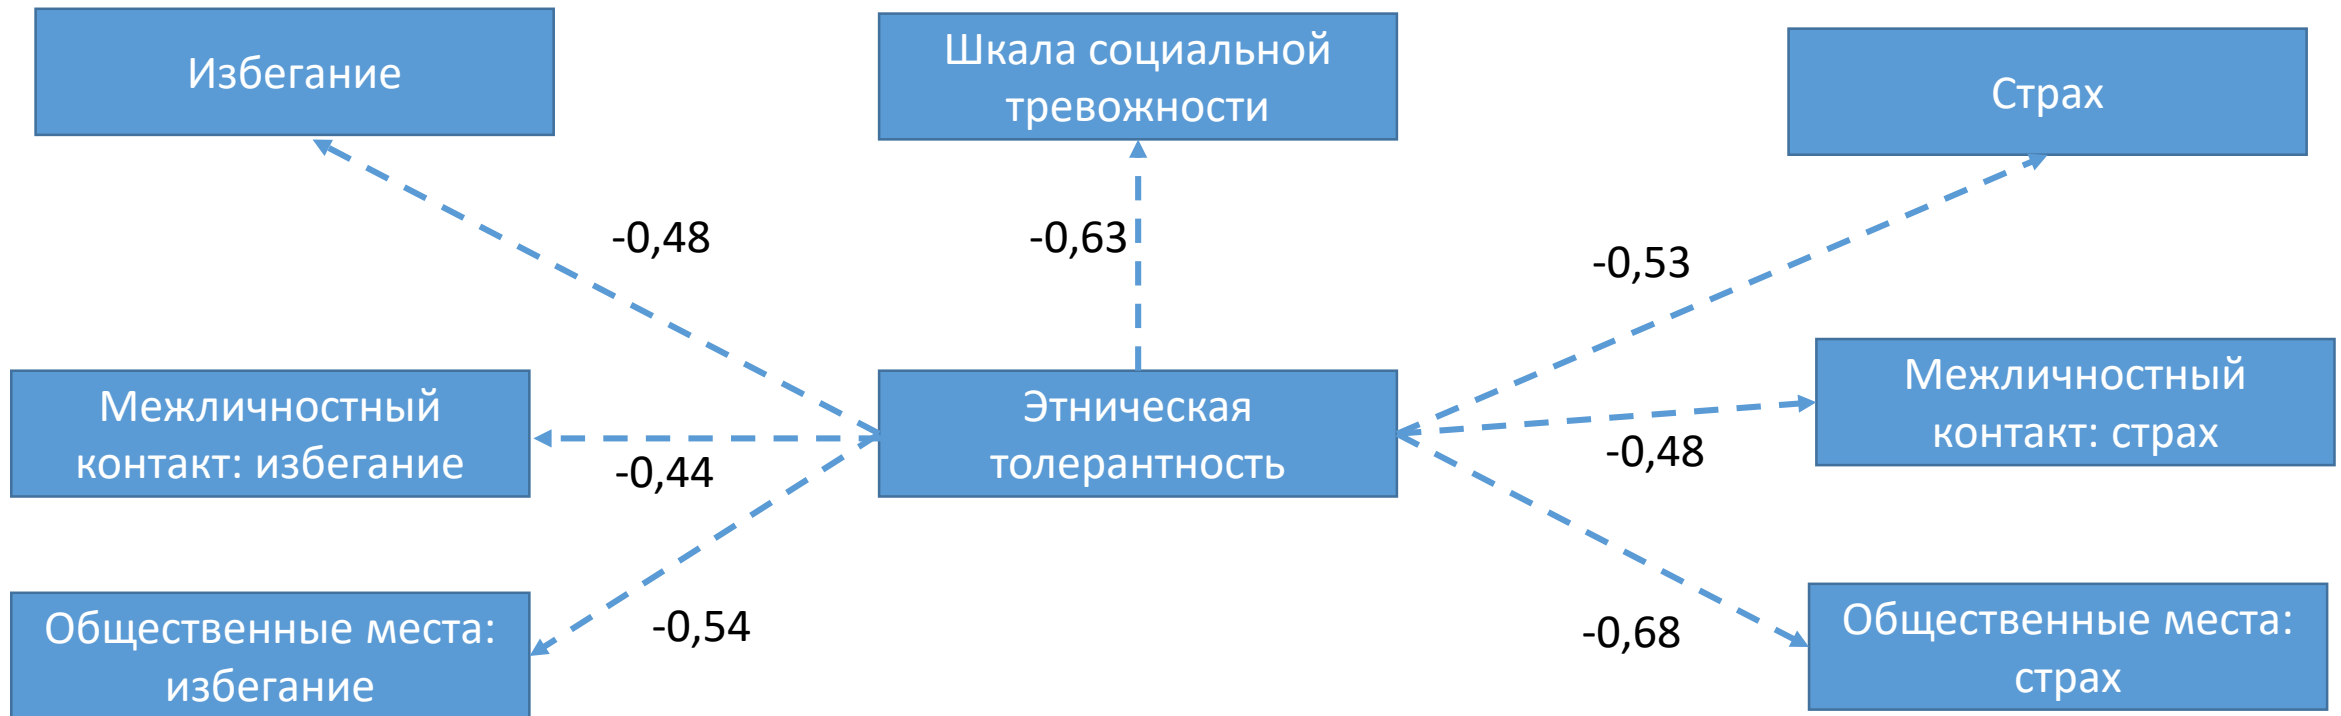 Избегание
Шкала социальной
тревожности
Страх
-0,48
-0,63
-0,53
Межличностный
контакт: избегание
Этническая
толерантность
Межличностный
контакт: страх
-0,44
-0,48
Общественные места:
избегание
-0,54
-0,68
Общественные места:
страх